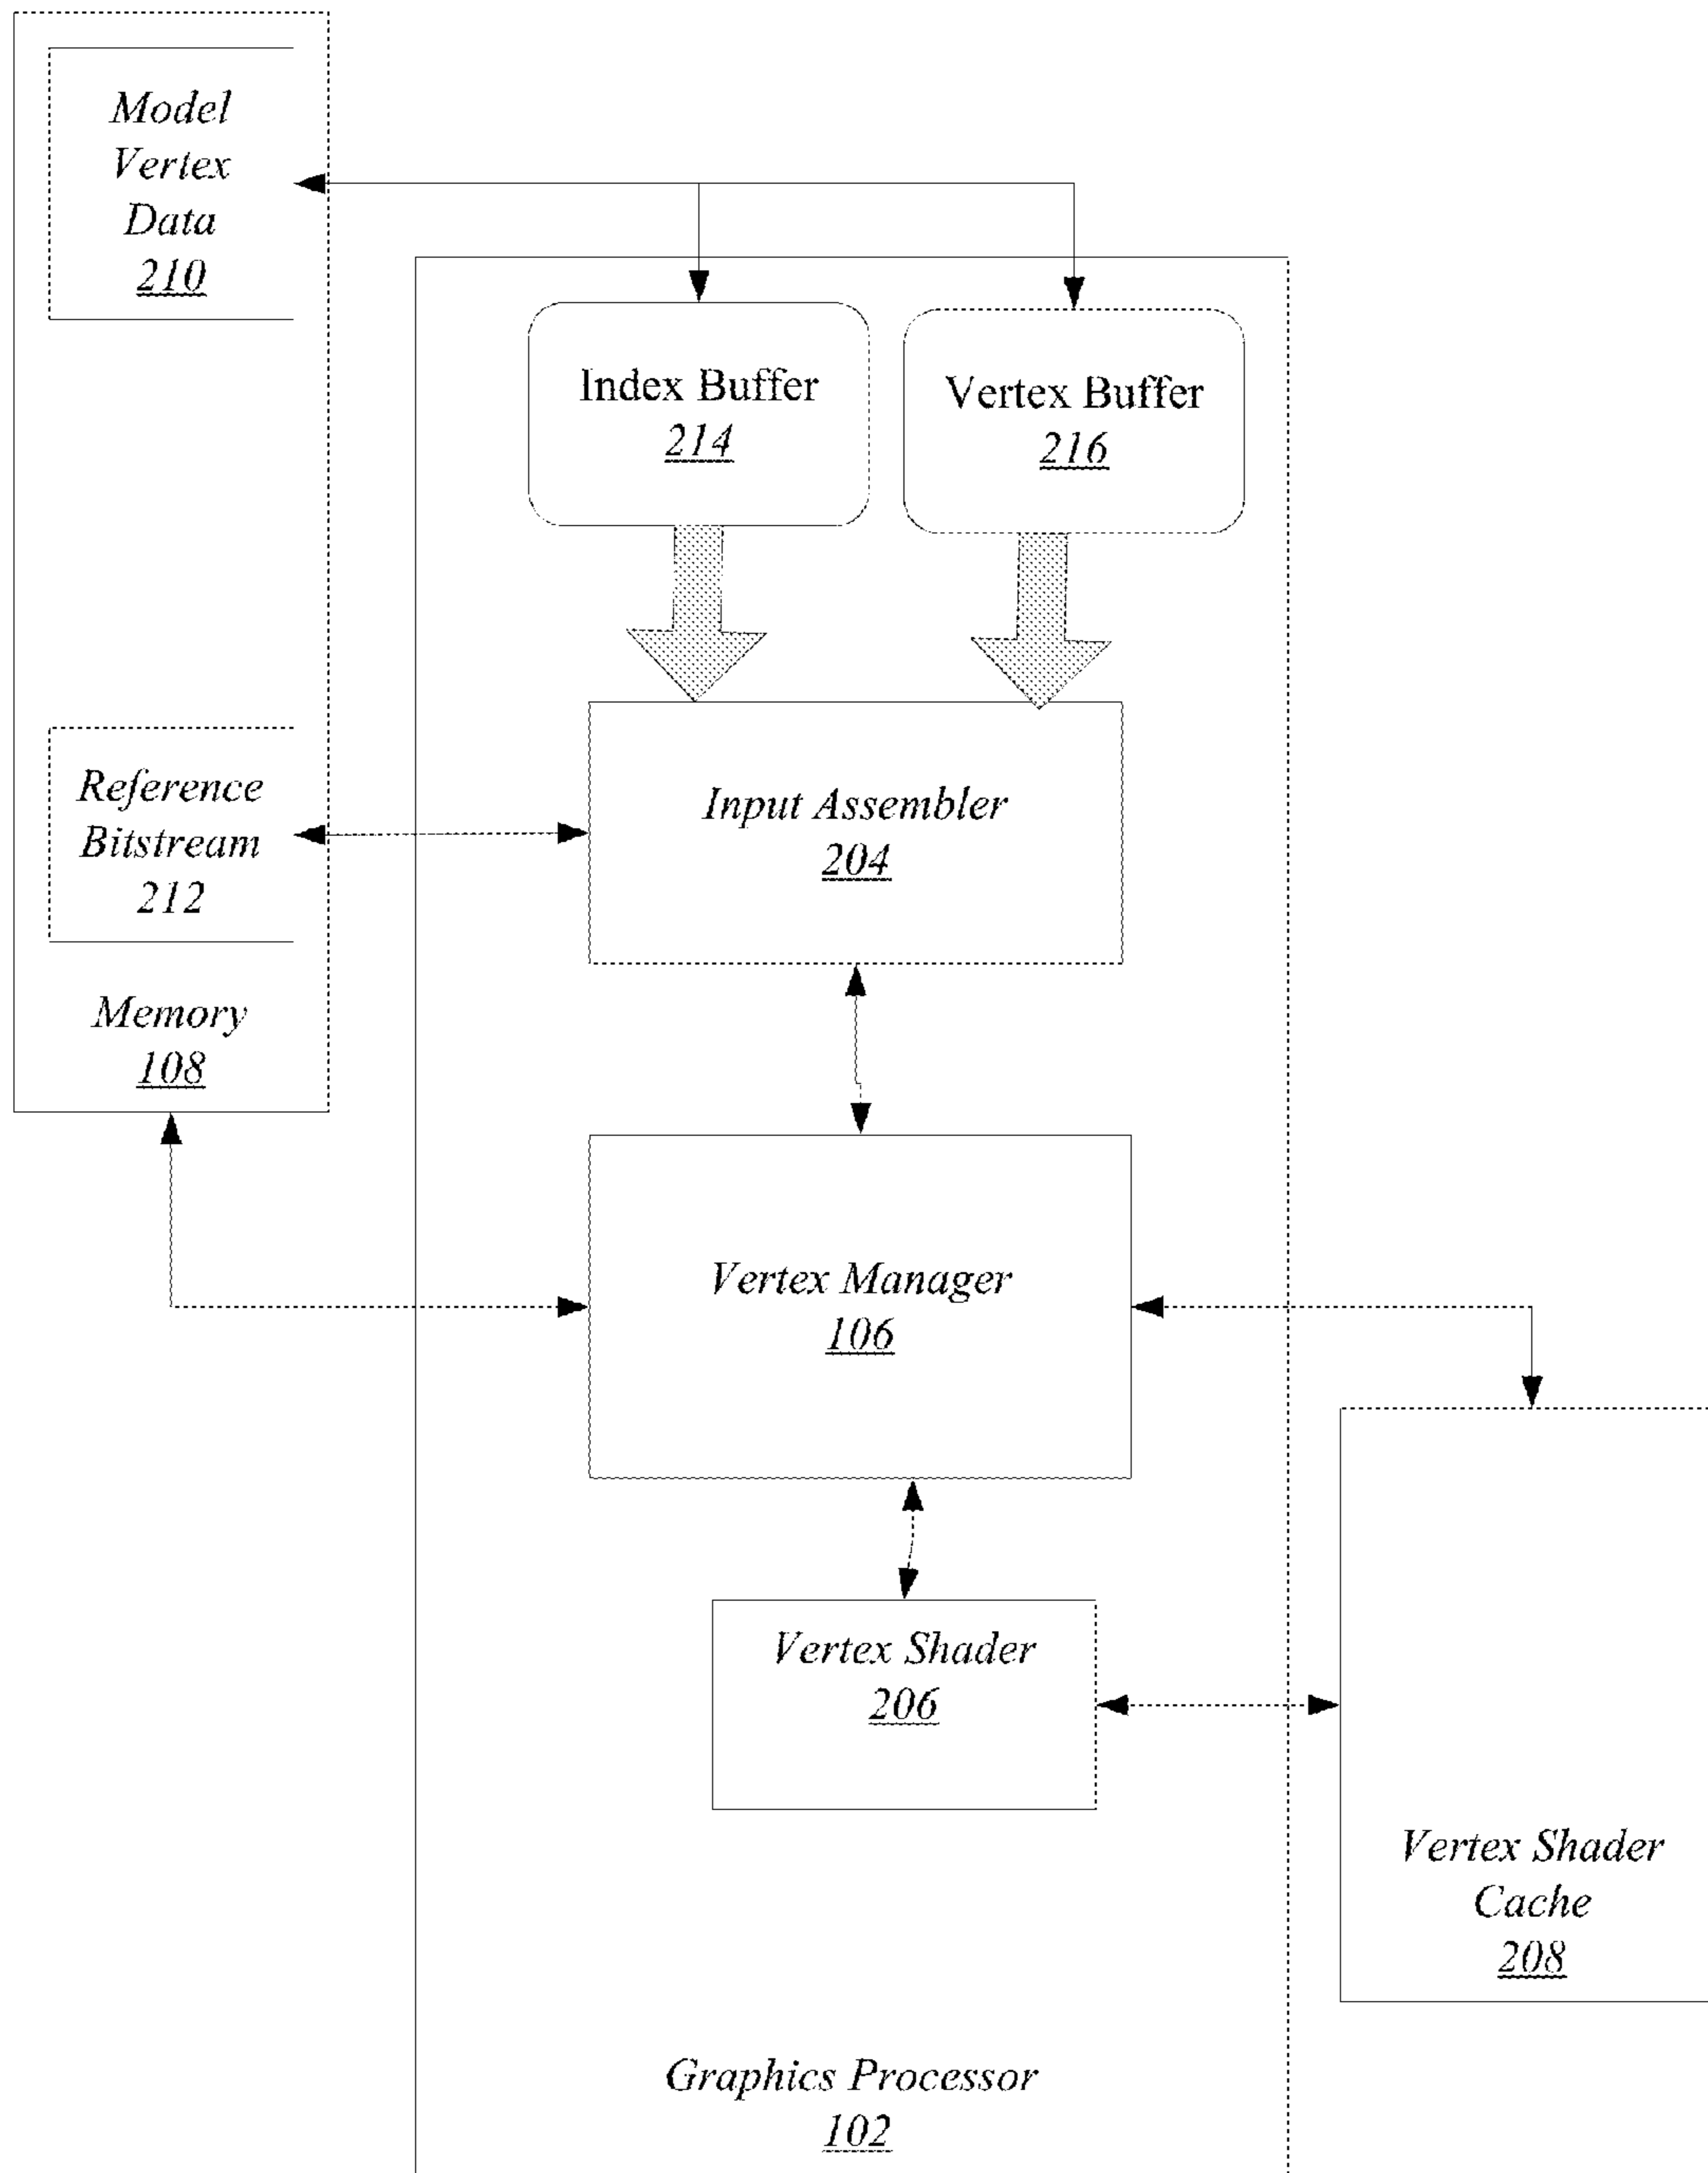 Model
Vertex
Data
210
Index Buffer
214
Vertex Buffer
216
Reference
Bitstream
212
Input Assembler
204
Memory
108
Vertex Manager
106
Vertex Shader
206
Vertex Shader
Cache
208
Graphics Processor
102